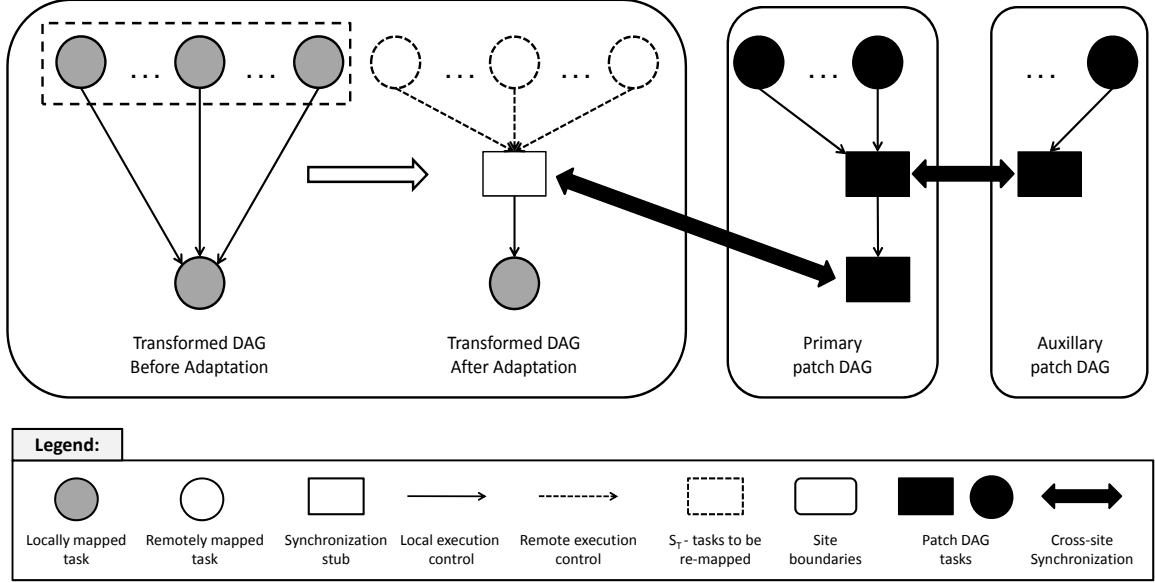 ... ... ... ... ... ...
Transformed DAG
Before Adaptation
Transformed DAG
After Adaptation
Primary
patch DAG
Auxillary
patch DAG
Legend:
Locally mapped
task
Remotely mapped
task
Synchronization
stub
Local execution
control
Remote execution
control
S_T - tasks to be
re-mapped
Site
boundaries
Patch DAG
tasks
Cross-site
Synchronization